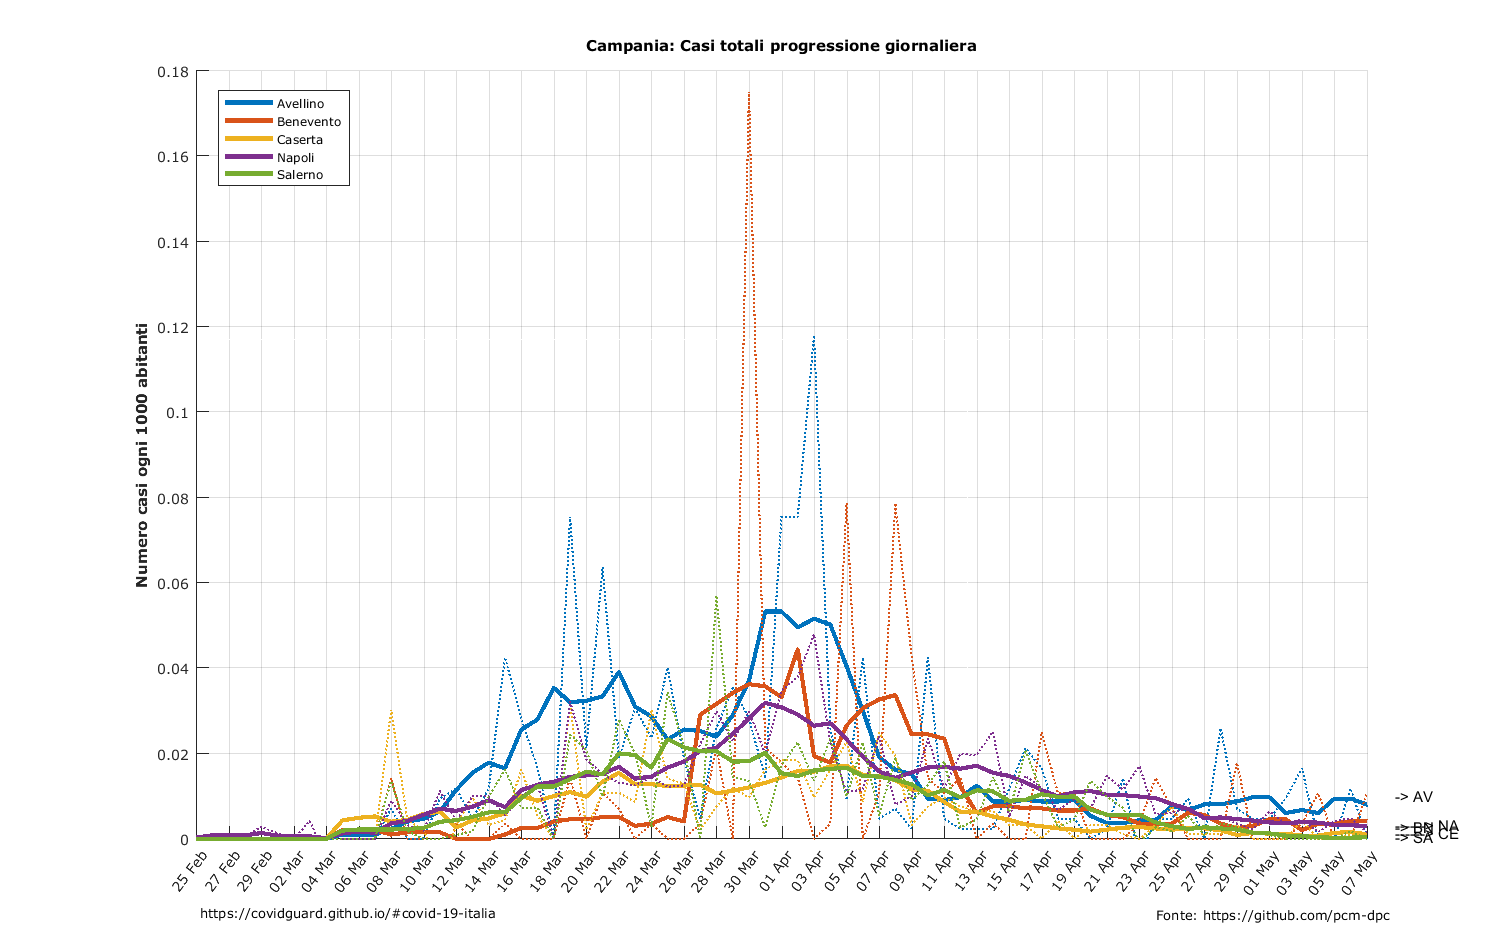 Campania: Casi totali progressione giornaliera
Numero casi ogni 1000 abitanti
0.18
0.16
0.14
0.12
0.1
0.08
0.06
0.04
0.02
0
Avellino
Benevento
Caserta
Napoli
Salerno
25 Feb
27 Feb
29 Feb
02 Mar
04 Mar
06 Mar
08 Mar
10 Mar
12 Mar
14 Mar
16 Mar
18 Mar
20 Mar
22 Mar
24 Mar
26 Mar
28 Mar
30 Mar
01 Apr
03 Apr
05 Apr
07 Apr
09 Apr
11 Apr
13 Apr
15 Apr
17 Apr
19 Apr
21 Apr
23 Apr
25 Apr
27 Apr
29 Apr
01 May
03 May
05 May
07 May
-> AV
-> BN
-> NA
-> CE
-> SA
https://covidguard.github.io/#covid-19-italia
Fonte: https://github.com/pcm-dpc